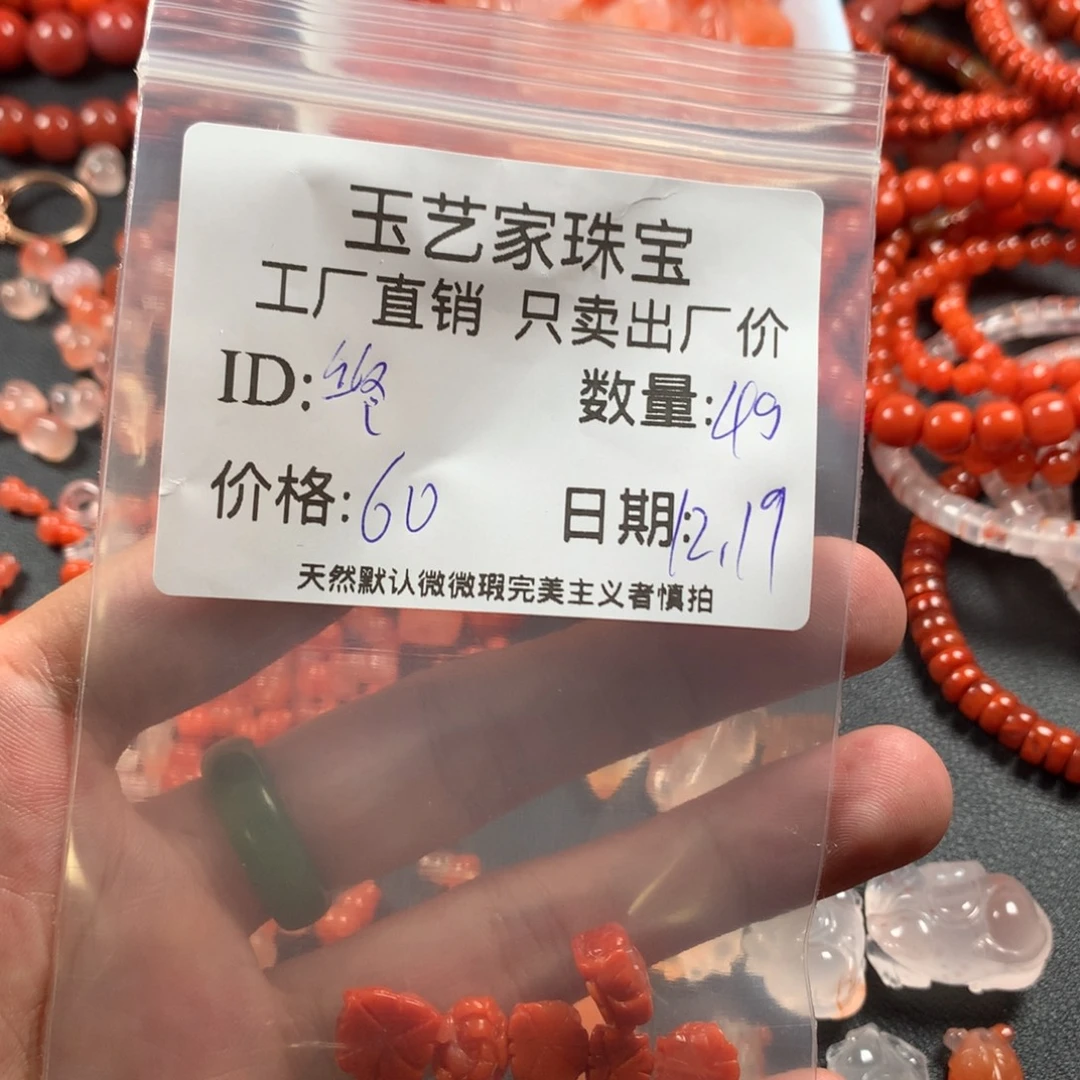 玉艺家珠宝
工厂直销 只卖出厂价
ID: 数量:49
价格:60 日期:12.19
天然默认微微瑕完美主义者慎拍